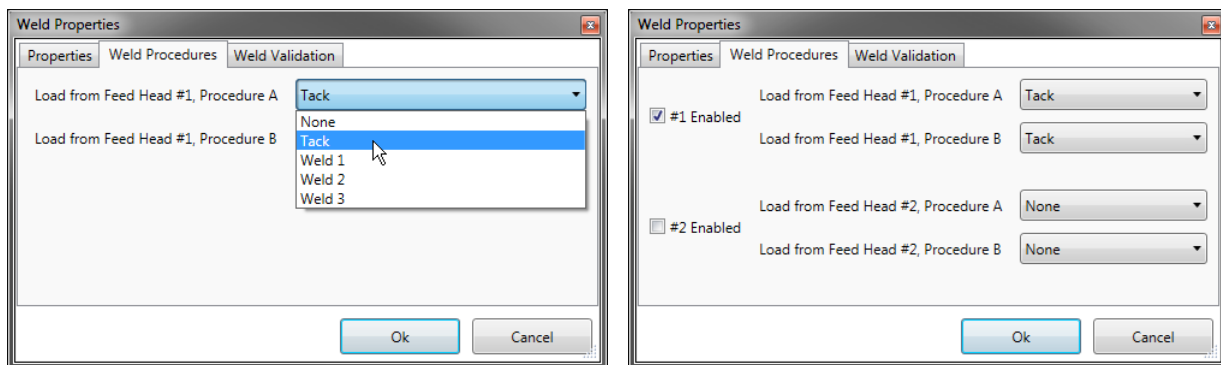 Weld Properties
Properties Weld Procedures Weld Validation
Load from Feed Head #1, Procedure A Tack
None
Load from Feed Head #1, Procedure B Tack
Weld 1
Weld 2
Weld 3
Ok Cancel
Weld Properties
Properties Weld Procedures Weld Validation
Load from Feed Head #1, Procedure A Tack
#1 Enabled
Load from Feed Head #1, Procedure B Tack
Load from Feed Head #2, Procedure A None
#2 Enabled
Load from Feed Head #2, Procedure B None
Ok Cancel